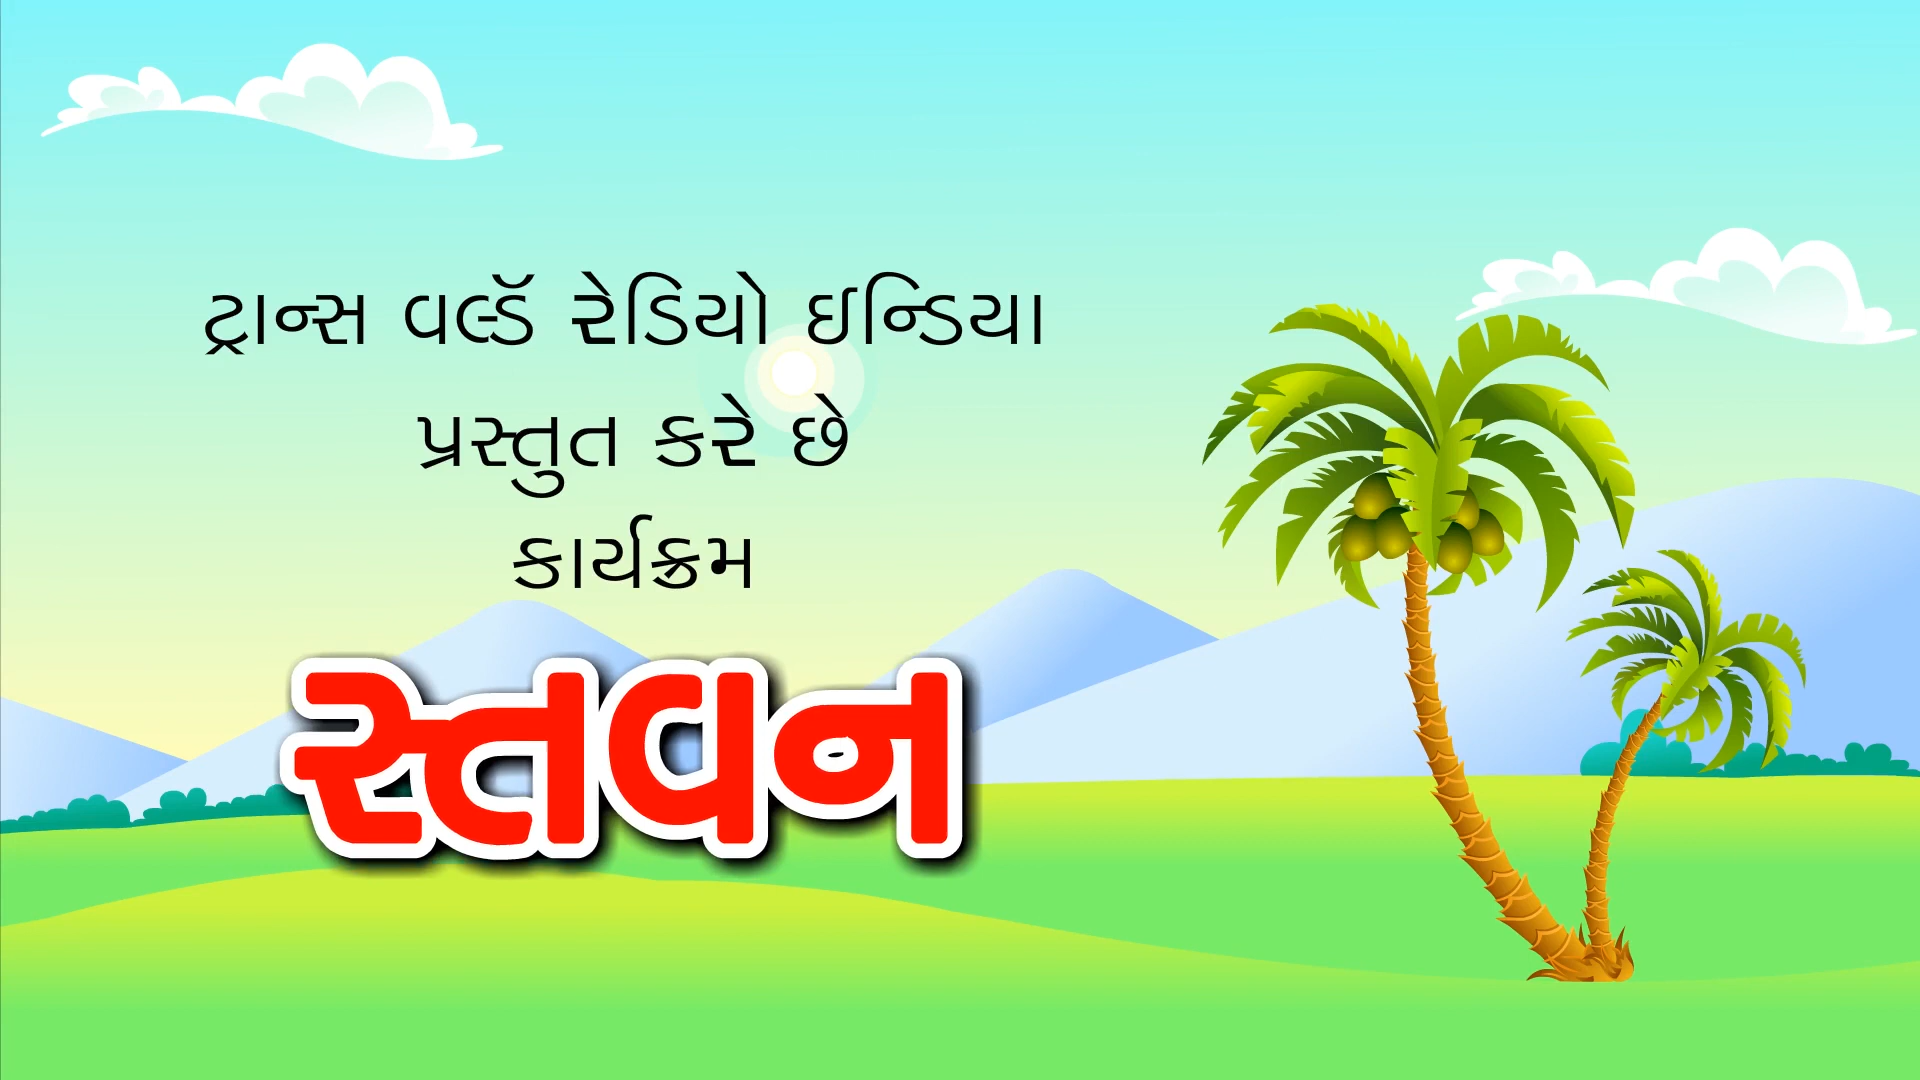 ટ્રાન્સ વર્લ્ડ રેડિયો ઇન્ડિયા
પ્રસ્તુત કરે છે
કાર્યક્રમ
સ્તવન